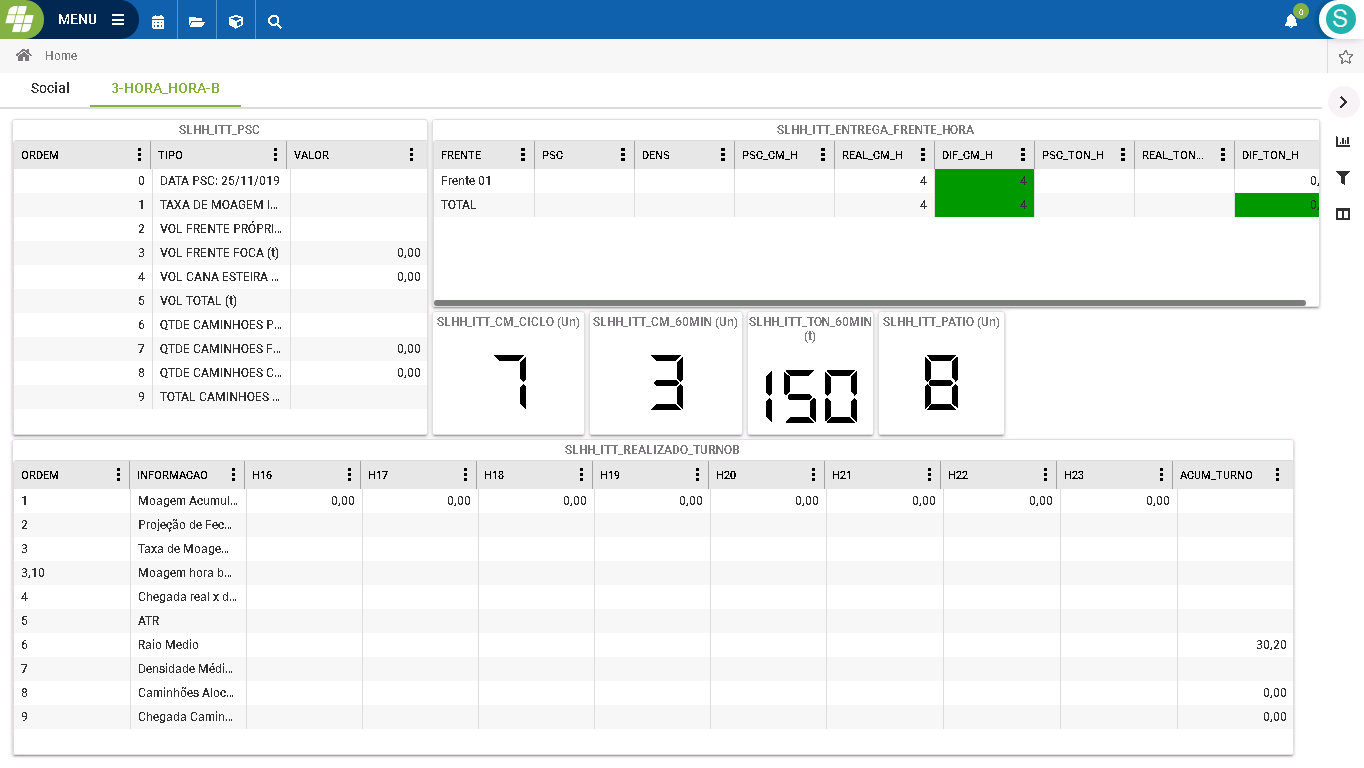 MENU
0
S
Home
Social 3-HORA_HORA-B
SLHH_ITT_PSC
ORDEM TIPO VALOR
0 DATA PSC: 25/11/019
1 TAXA DE MOAGEM I...
2 VOL FRENTE PRÓPRI...
3 VOL FRENTE FOCA (t) 0,00
4 VOL CANA ESTEIRA ... 0,00
5 VOL TOTAL (t)
6 QTDE CAMINHOES P...
7 QTDE CAMINHOES F... 0,00
8 QTDE CAMINHOES C... 0,00
9 TOTAL CAMINHOES ...
SLHH_ITT_ENTREGA_FRENTE_HORA
FRENTE PSC DENS PSC_CM_H REAL_CM_H DIF_CM_H PSC_TON_H REAL_TON... DIF_TON_H
Frente 01 4 4 0,
TOTAL 4 4 0,
SLHH_ITT_CM_CICLO (Un)
7
SLHH_ITT_CM_60MIN (Un)
3
SLHH_ITT_TON_60MIN
(t)
150
SLHH_ITT_PATIO (Un)
8
SLHH_ITT_REALIZADO_TURNOB
ORDEM INFORMACAO H16 H17 H18 H19 H20 H21 H22 H23 ACUM_TURNO
1 Moagem Acumul... 0,00 0,00 0,00 0,00 0,00 0,00 0,00 0,00
2 Projeção de Fec...
3 Taxa de Moage...
3,10 Moagem hora b...
4 Chegada real x d...
5 ATR
6 Raio Medio 30,20
7 Densidade Médi...
8 Caminhões Aloc... 0,00
9 Chegada Camin... 0,00